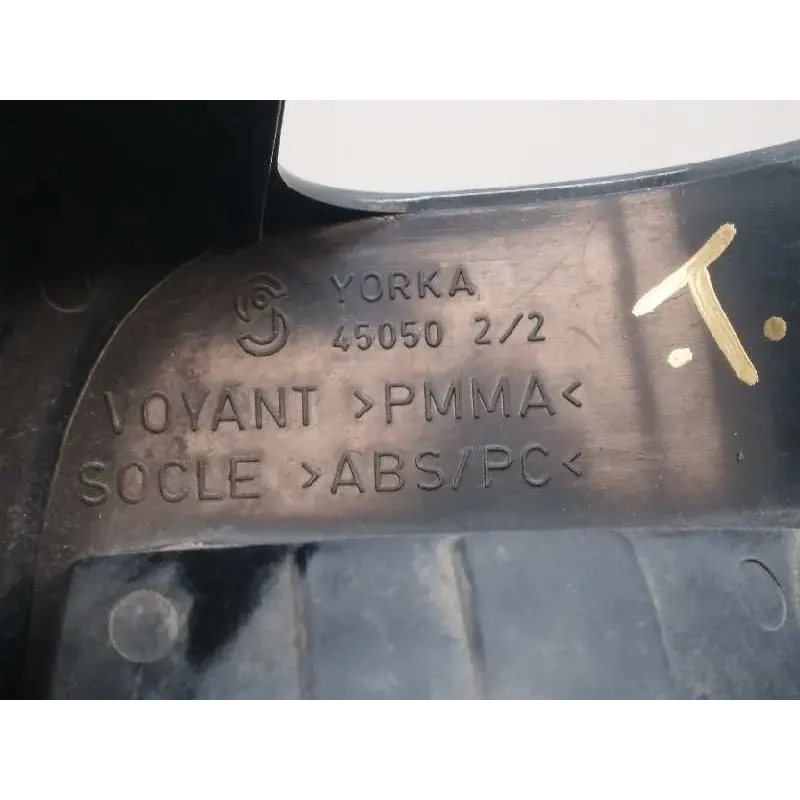 YORKA
45050 2/2
VOYANT >PMMA<
SOCLE >ABS/PC<
.T.